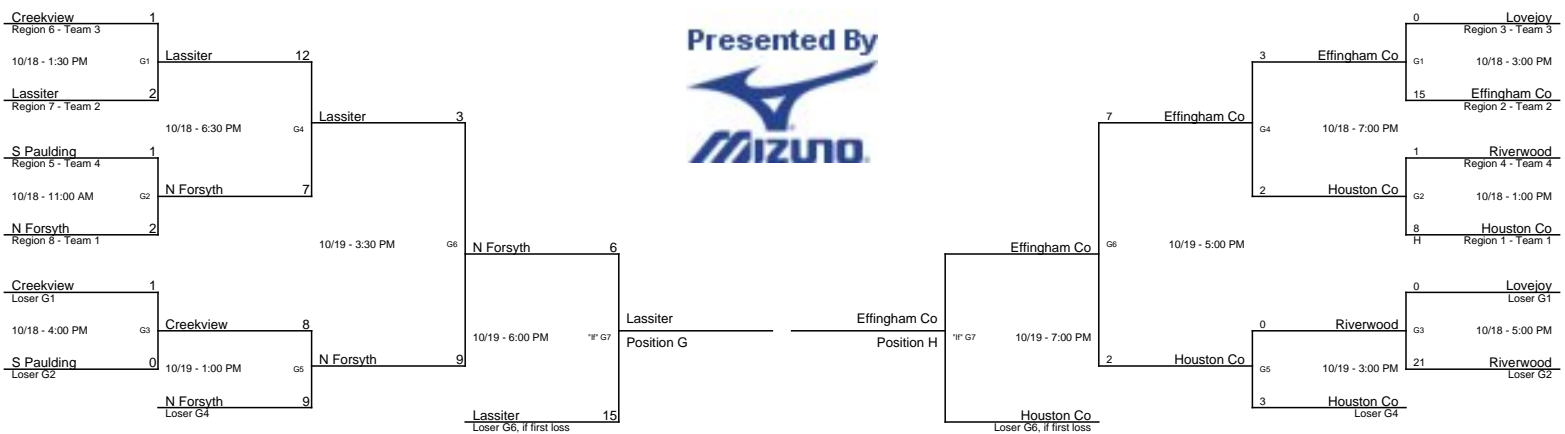 Creekview 1
Region 6 - Team 3
10/18 - 1:30 PM G1
Lassiter 2
Region 7 - Team 2
Lassiter 12
10/18 - 6:30 PM G4
S Paulding 1
Region 5 - Team 4
10/18 - 11:00 AM G2
N Forsyth 2
Region 8 - Team 1
N Forsyth 7
Lassiter 3
10/19 - 3:30 PM G6
Creekview 1
Loser G1
10/18 - 4:00 PM G3
S Paulding 0
Loser G2
Creekview 8
10/19 - 1:00 PM G5
N Forsyth 9
Loser G4
N Forsyth 9
N Forsyth 6
10/19 - 6:00 PM "If" G7
Lassiter 15
Loser G6, if first loss
Lassiter
Position G
Presented By
MIZUNO
Effingham Co
Position H
Effingham Co
"If" G7 10/19 - 7:00 PM
Houston Co
Loser G6, if first loss
7 Effingham Co
G6 10/19 - 5:00 PM
2 Houston Co
3 Effingham Co
G4 10/18 - 7:00 PM
2 Houston Co
0 Riverwood
G5 10/19 - 3:00 PM
3 Houston Co
Loser G4
0 Lovejoy
Region 3 - Team 3
G1 10/18 - 3:00 PM
15 Effingham Co
Region 2 - Team 2
1 Riverwood
Region 4 - Team 4
G2 10/18 - 1:00 PM
8 Houston Co
H Region 1 - Team 1
0 Lovejoy
Loser G1
G3 10/18 - 5:00 PM
21 Riverwood
Loser G2